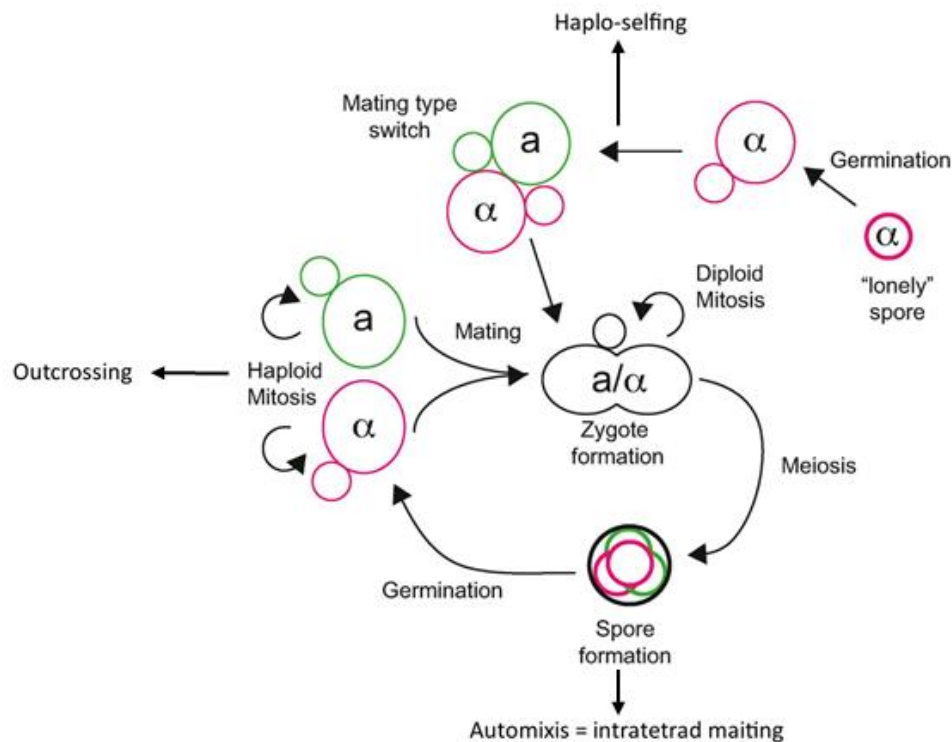 Haplo-selfing
Mating type
switch
a
α
α
Germination
α
"lonely"
spore
Diploid
Mitosis
a
Mating
Outcrossing
Haploid
Mitosis
a/α
α
Zygote
formation
Meiosis
Germination
Spore
formation
Automixis = intratetrad maiting